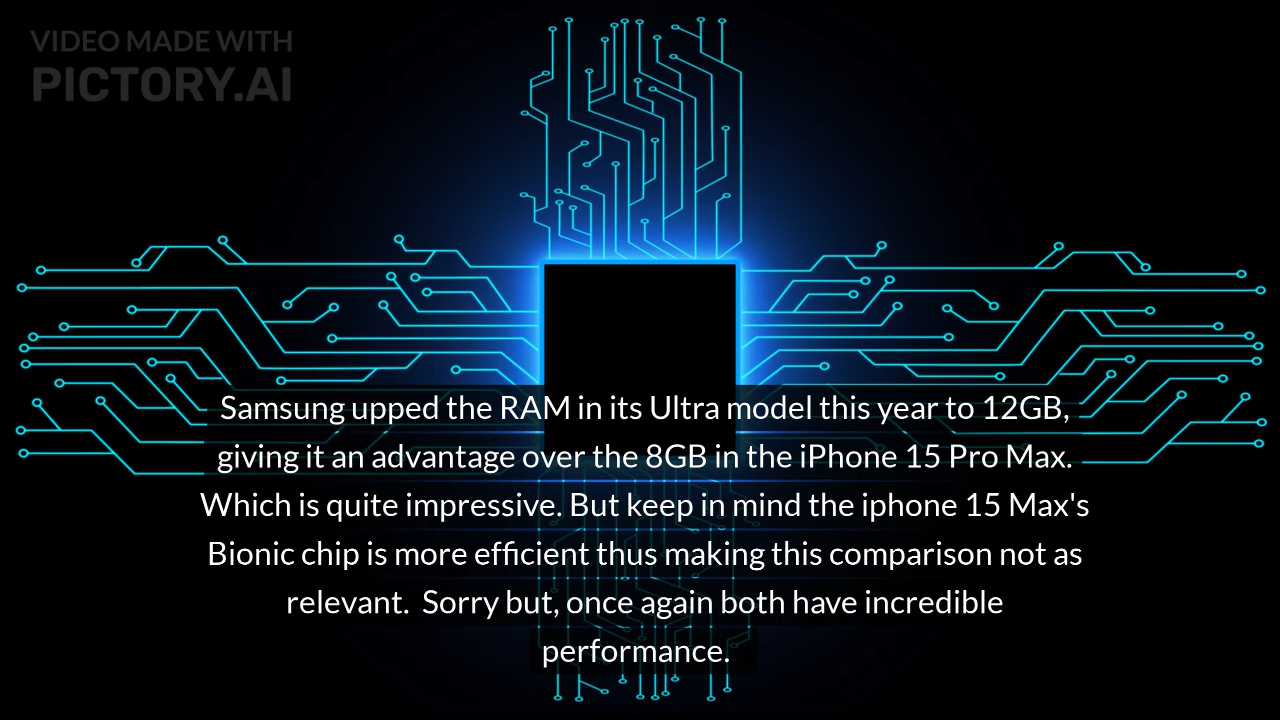 VIDEO MADE WITH
PICTORY.AI
Samsung upped the RAM in its Ultra model this year to 12GB,
giving it an advantage over the 8GB in the iPhone 15 Pro Max.
Which is quite impressive. But keep in mind the iphone 15 Max's
Bionic chip is more efficient thus making this comparison not as
relevant.  Sorry but, once again both have incredible
performance.